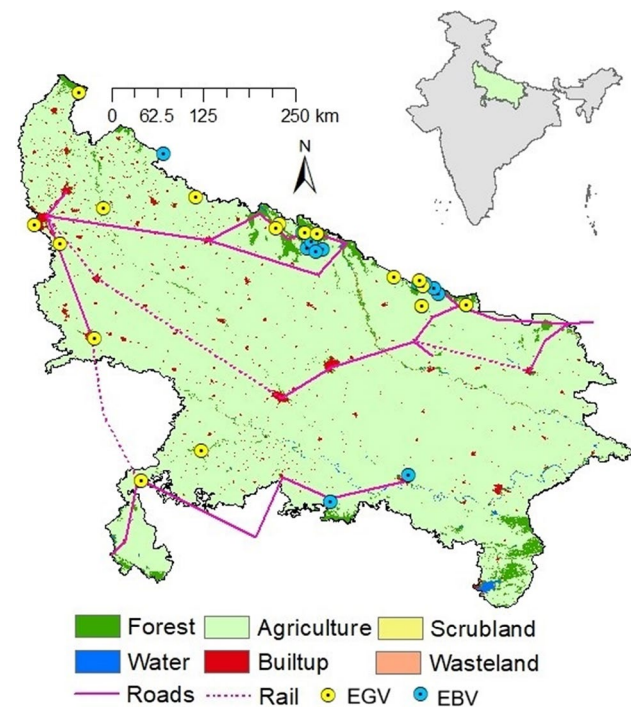 0 62.5 125 250 km
N
Forest Agriculture Scrubland
Water Builtup Wasteland
Roads Rail EGV EBV